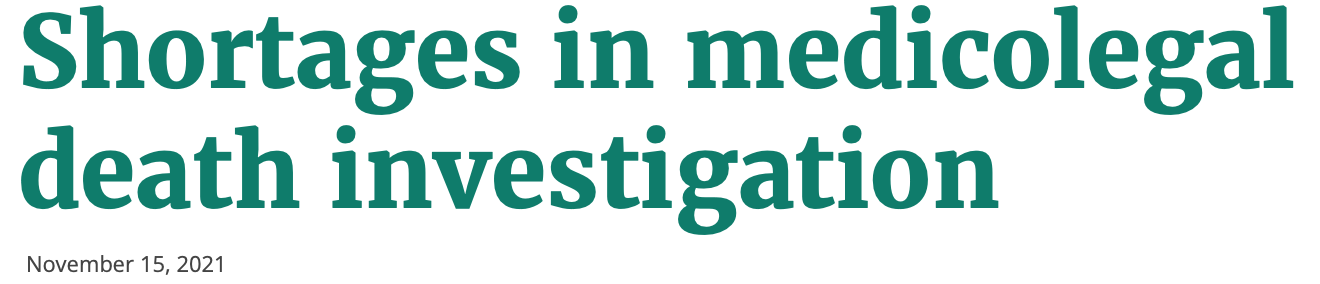 Shortages in medicolegal
death investigation
November 15, 2021